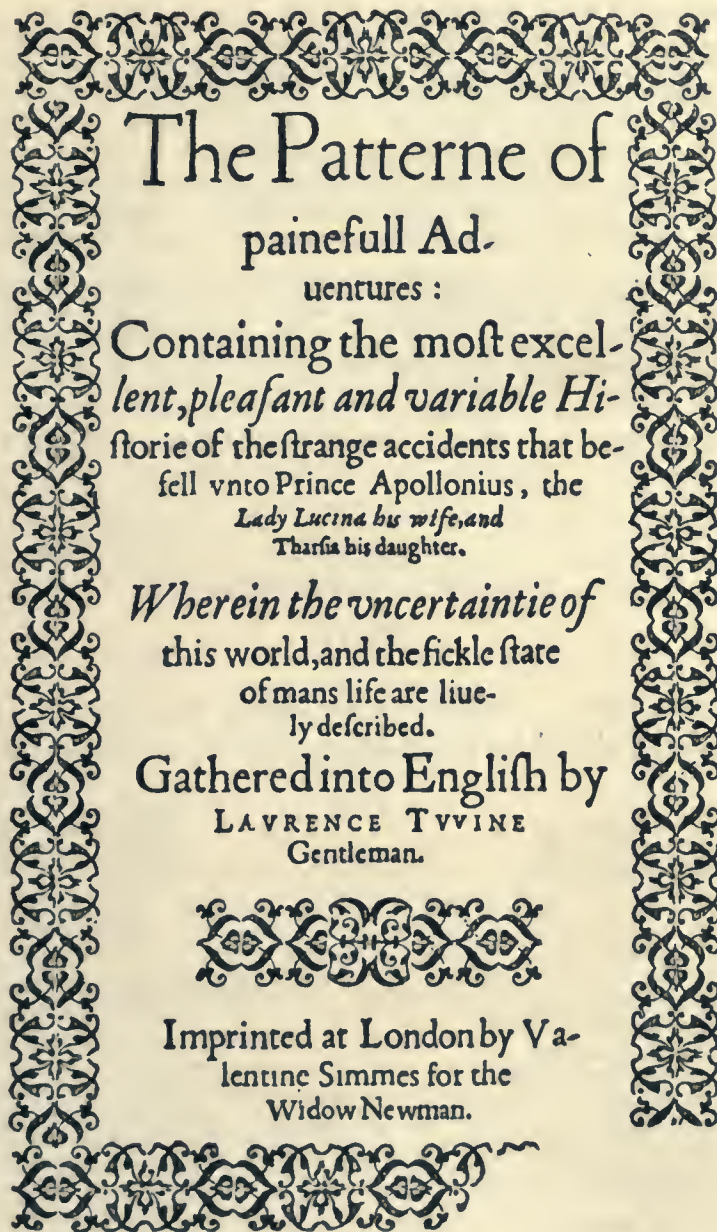 The Patterne of
painefull Ad-
uentures :
Containing the moſt excel-
lent,pleaſant and variable Hi-
ſtorie of the ſtrange accidents that be-
fell vnto Prince Apollonius, the
Lady Lucina his wife,and
Tharſia his daughter.
Wherein the vncertaintie of
this world,and the fickle ſtate
of mans life are liue-
ly deſcribed.
Gathered into Engliſh by
LAVRENCE TVVINE
Gentleman.
Imprinted at London by Va-
lentine Simmes for the
Widow Newman.